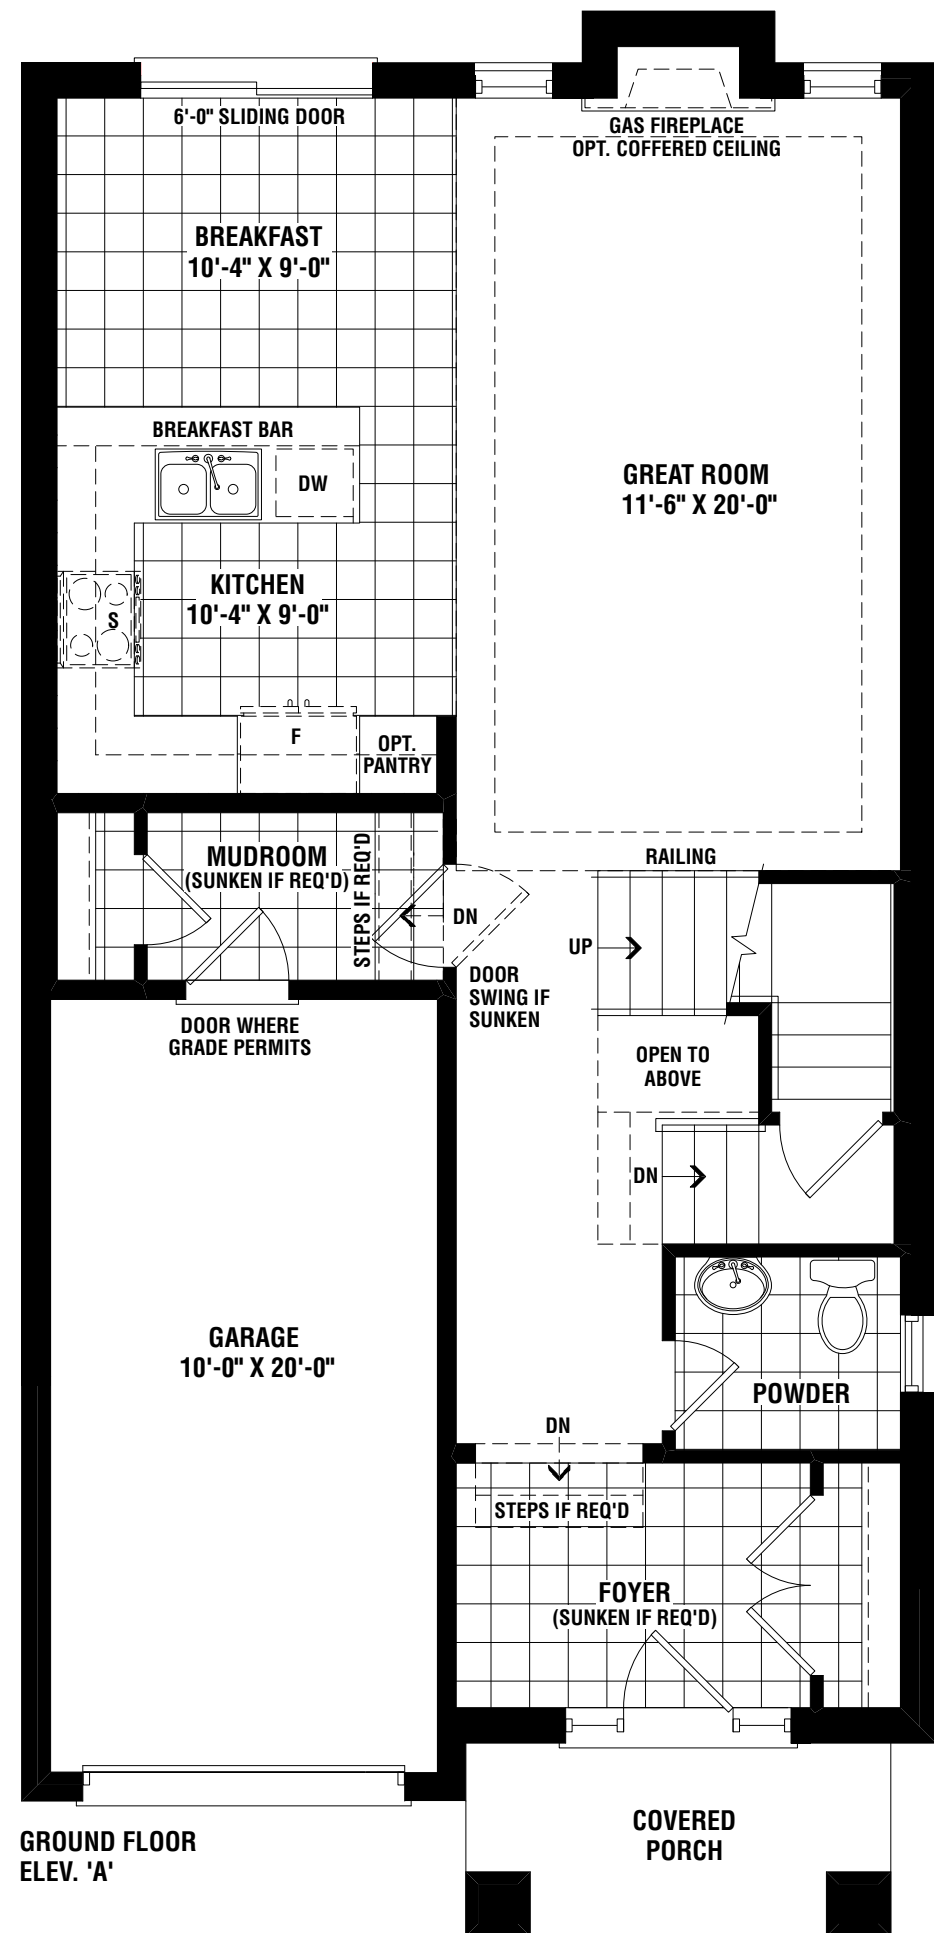 6'-0" SLIDING DOOR
GAS FIREPLACE
OPT. COFFERED CEILING
BREAKFAST
10'-4" X 9'-0"
BREAKFAST BAR
DW
GREAT ROOM
11'-6" X 20'-0"
KITCHEN
10'-4" X 9'-0"
S
F
OPT.
PANTRY
MUDROOM
(SUNKEN IF REQ'D)
STEPS IF REQ'D
RAILING
DN
UP
DOOR
SWING IF
SUNKEN
DOOR WHERE
GRADE PERMITS
OPEN TO
ABOVE
DN
GARAGE
10'-0" X 20'-0"
POWDER
DN
STEPS IF REQ'D
FOYER
(SUNKEN IF REQ'D)
COVERED
PORCH
GROUND FLOOR
ELEV. 'A'